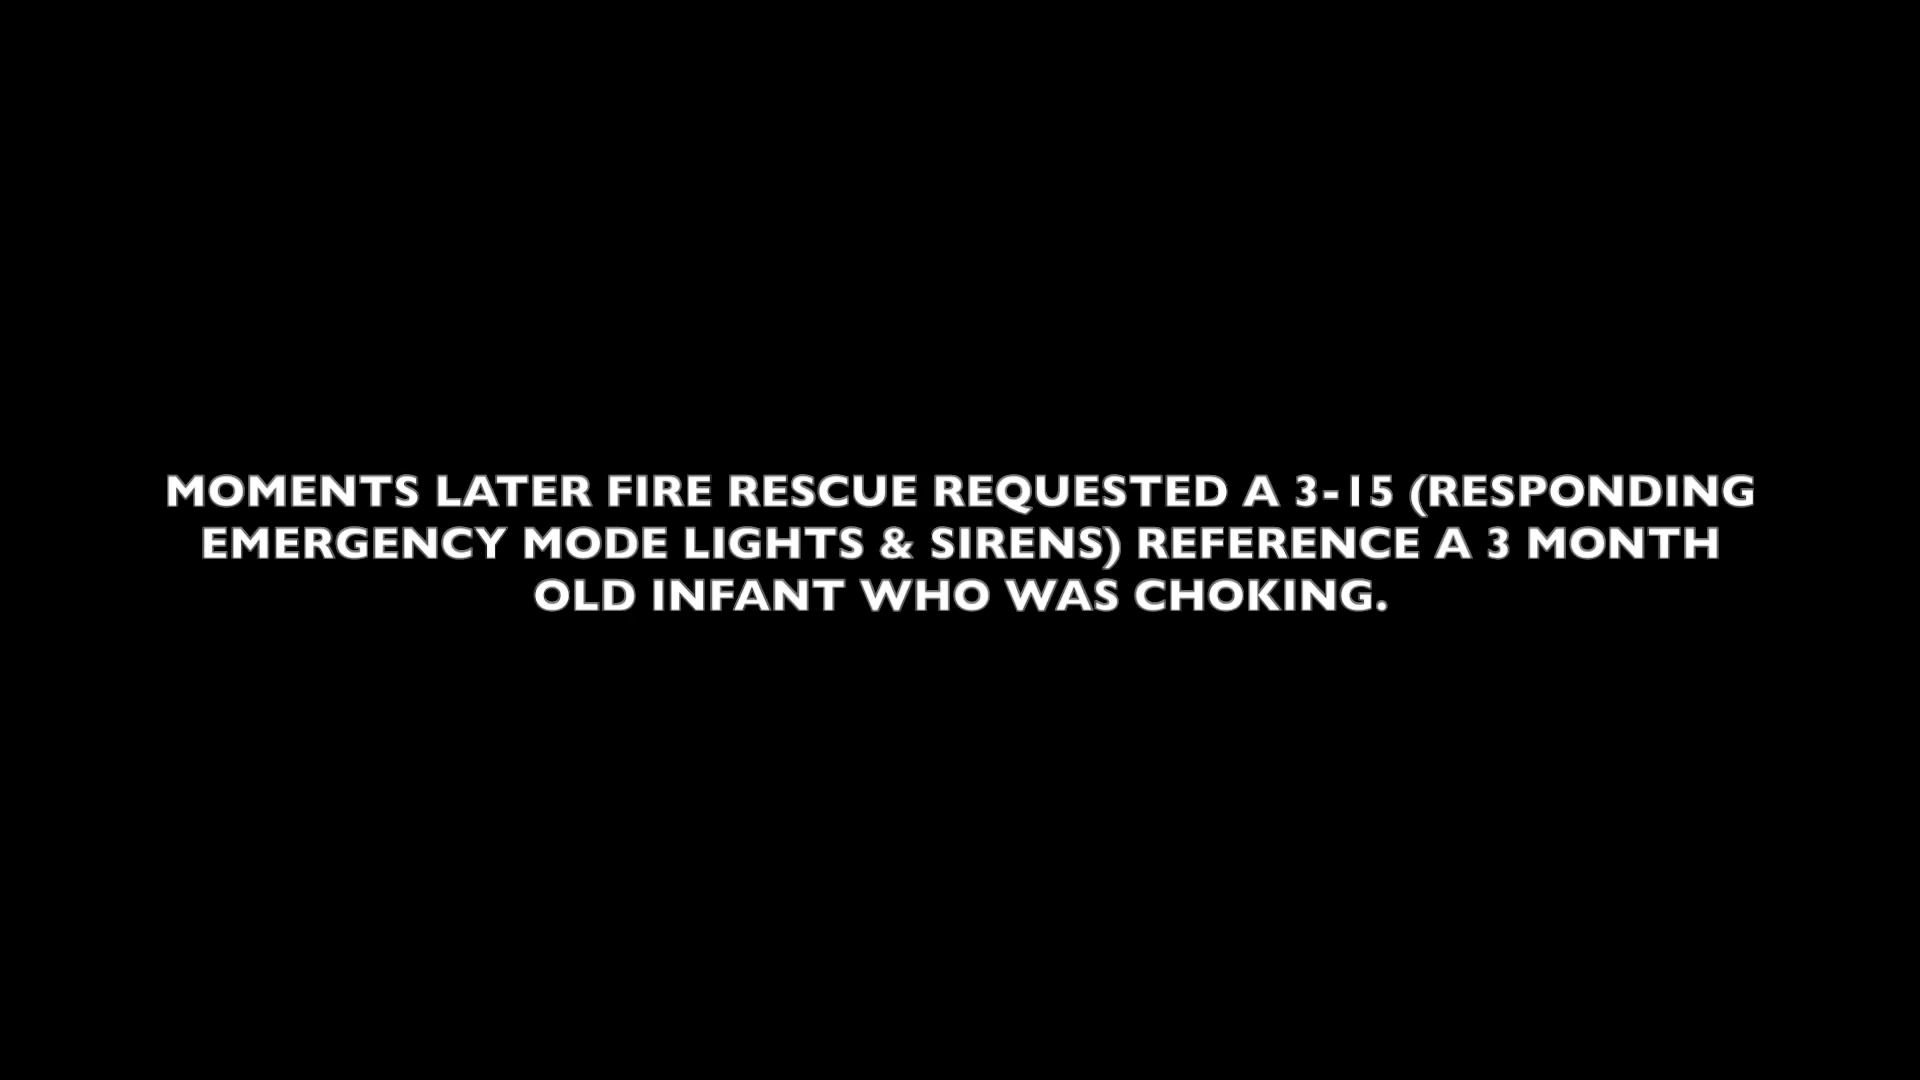 MOMENTS LATER FIRE RESCUE REQUESTED A 3-15 (RESPONDING
EMERGENCY MODE LIGHTS & SIRENS) REFERENCE A 3 MONTH
OLD INFANT WHO WAS CHOKING.